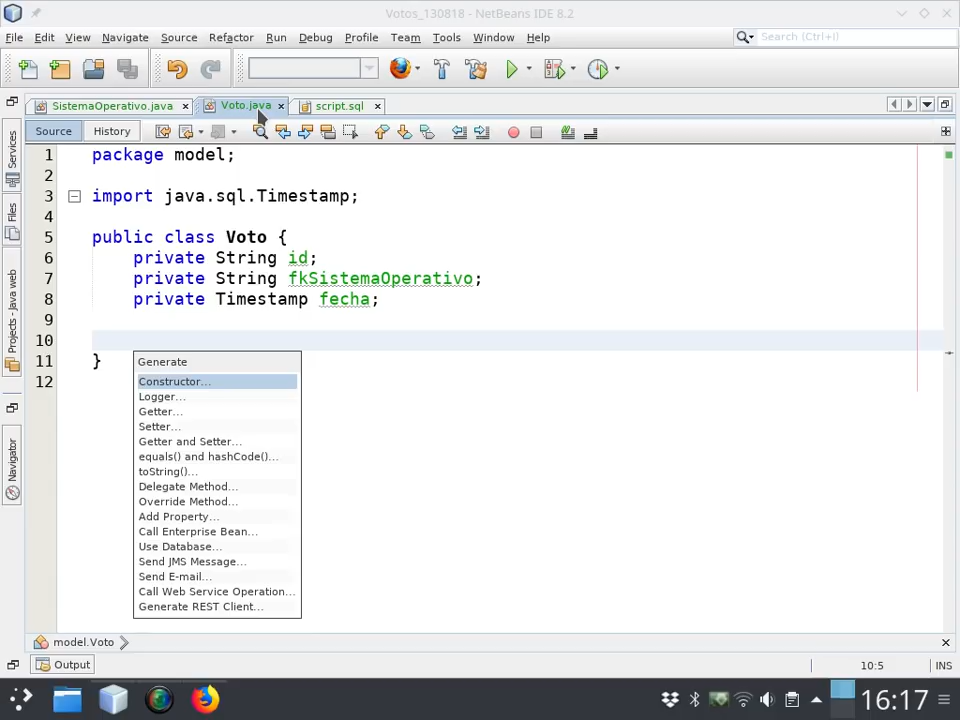 Votos_130818 - NetBeans IDE 8.2
File Edit View Navigate Source Refactor Run Debug Profile Team Tools Window Help
Search (Ctrl+I)
SistemaOperativo.java
Voto.java
script.sql
Source
History
Services
Files
Projects - Java web
Navigator
1 package model;
2
3 import java.sql.Timestamp;
4
5 public class Voto {
6 private String id;
7 private String fkSistemaOperativo;
8 private Timestamp fecha;
9
10
11 }
12
Generate
Constructor...
Logger...
Getter...
Setter...
Getter and Setter...
equals() and hashCode()...
toString()...
Delegate Method...
Override Method...
Add Property...
Call Enterprise Bean...
Use Database...
Send JMS Message...
Send E-mail...
Call Web Service Operation...
Generate REST Client...
model.Voto
Output
10:5
INS
16:17